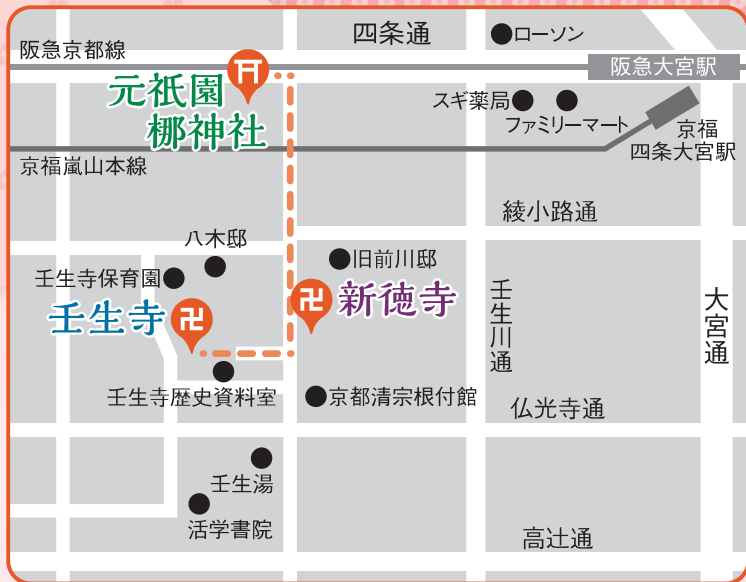 四条通
ローソン
阪急京都線
阪急大宮駅
元祇園
梛神社
スギ薬局
ファミリーマート
京福
四条大宮駅
京福嵐山本線
綾小路通
八木邸
旧前川邸
壬生寺保育園
壬生寺
新徳寺
壬生川通
大宮通
壬生寺歴史資料室
京都清宗根付館
仏光寺通
壬生湯
活学書院
高辻通